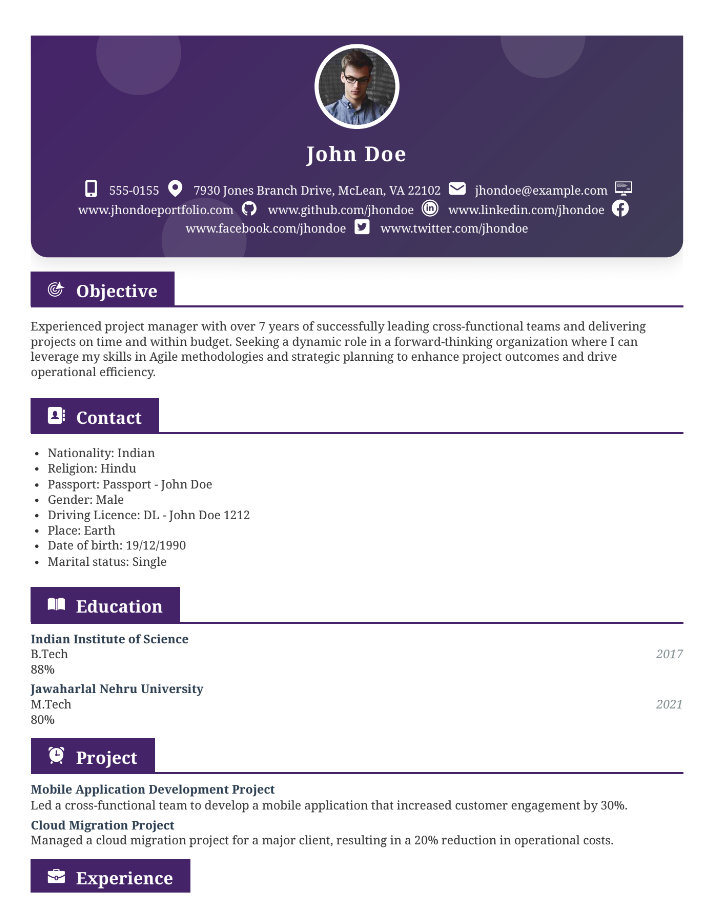 John Doe
555-0155 7930 Jones Branch Drive, McLean, VA 22102 jhondoe@example.com
www.jhondoeportfolio.com www.github.com/jhondoe www.linkedin.com/jhondoe
www.facebook.com/jhondoe www.twitter.com/jhondoe
Objective
Experienced project manager with over 7 years of successfully leading cross-functional teams and delivering
projects on time and within budget. Seeking a dynamic role in a forward-thinking organization where I can
leverage my skills in Agile methodologies and strategic planning to enhance project outcomes and drive
operational efficiency.
Contact
• Nationality: Indian
• Religion: Hindu
• Passport: Passport - John Doe
• Gender: Male
• Driving Licence: DL - John Doe 1212
• Place: Earth
• Date of birth: 19/12/1990
• Marital status: Single
Education
Indian Institute of Science
B.Tech 2017
88%
Jawaharlal Nehru University
M.Tech 2021
80%
Project
Mobile Application Development Project
Led a cross-functional team to develop a mobile application that increased customer engagement by 30%.
Cloud Migration Project
Managed a cloud migration project for a major client, resulting in a 20% reduction in operational costs.
Experience